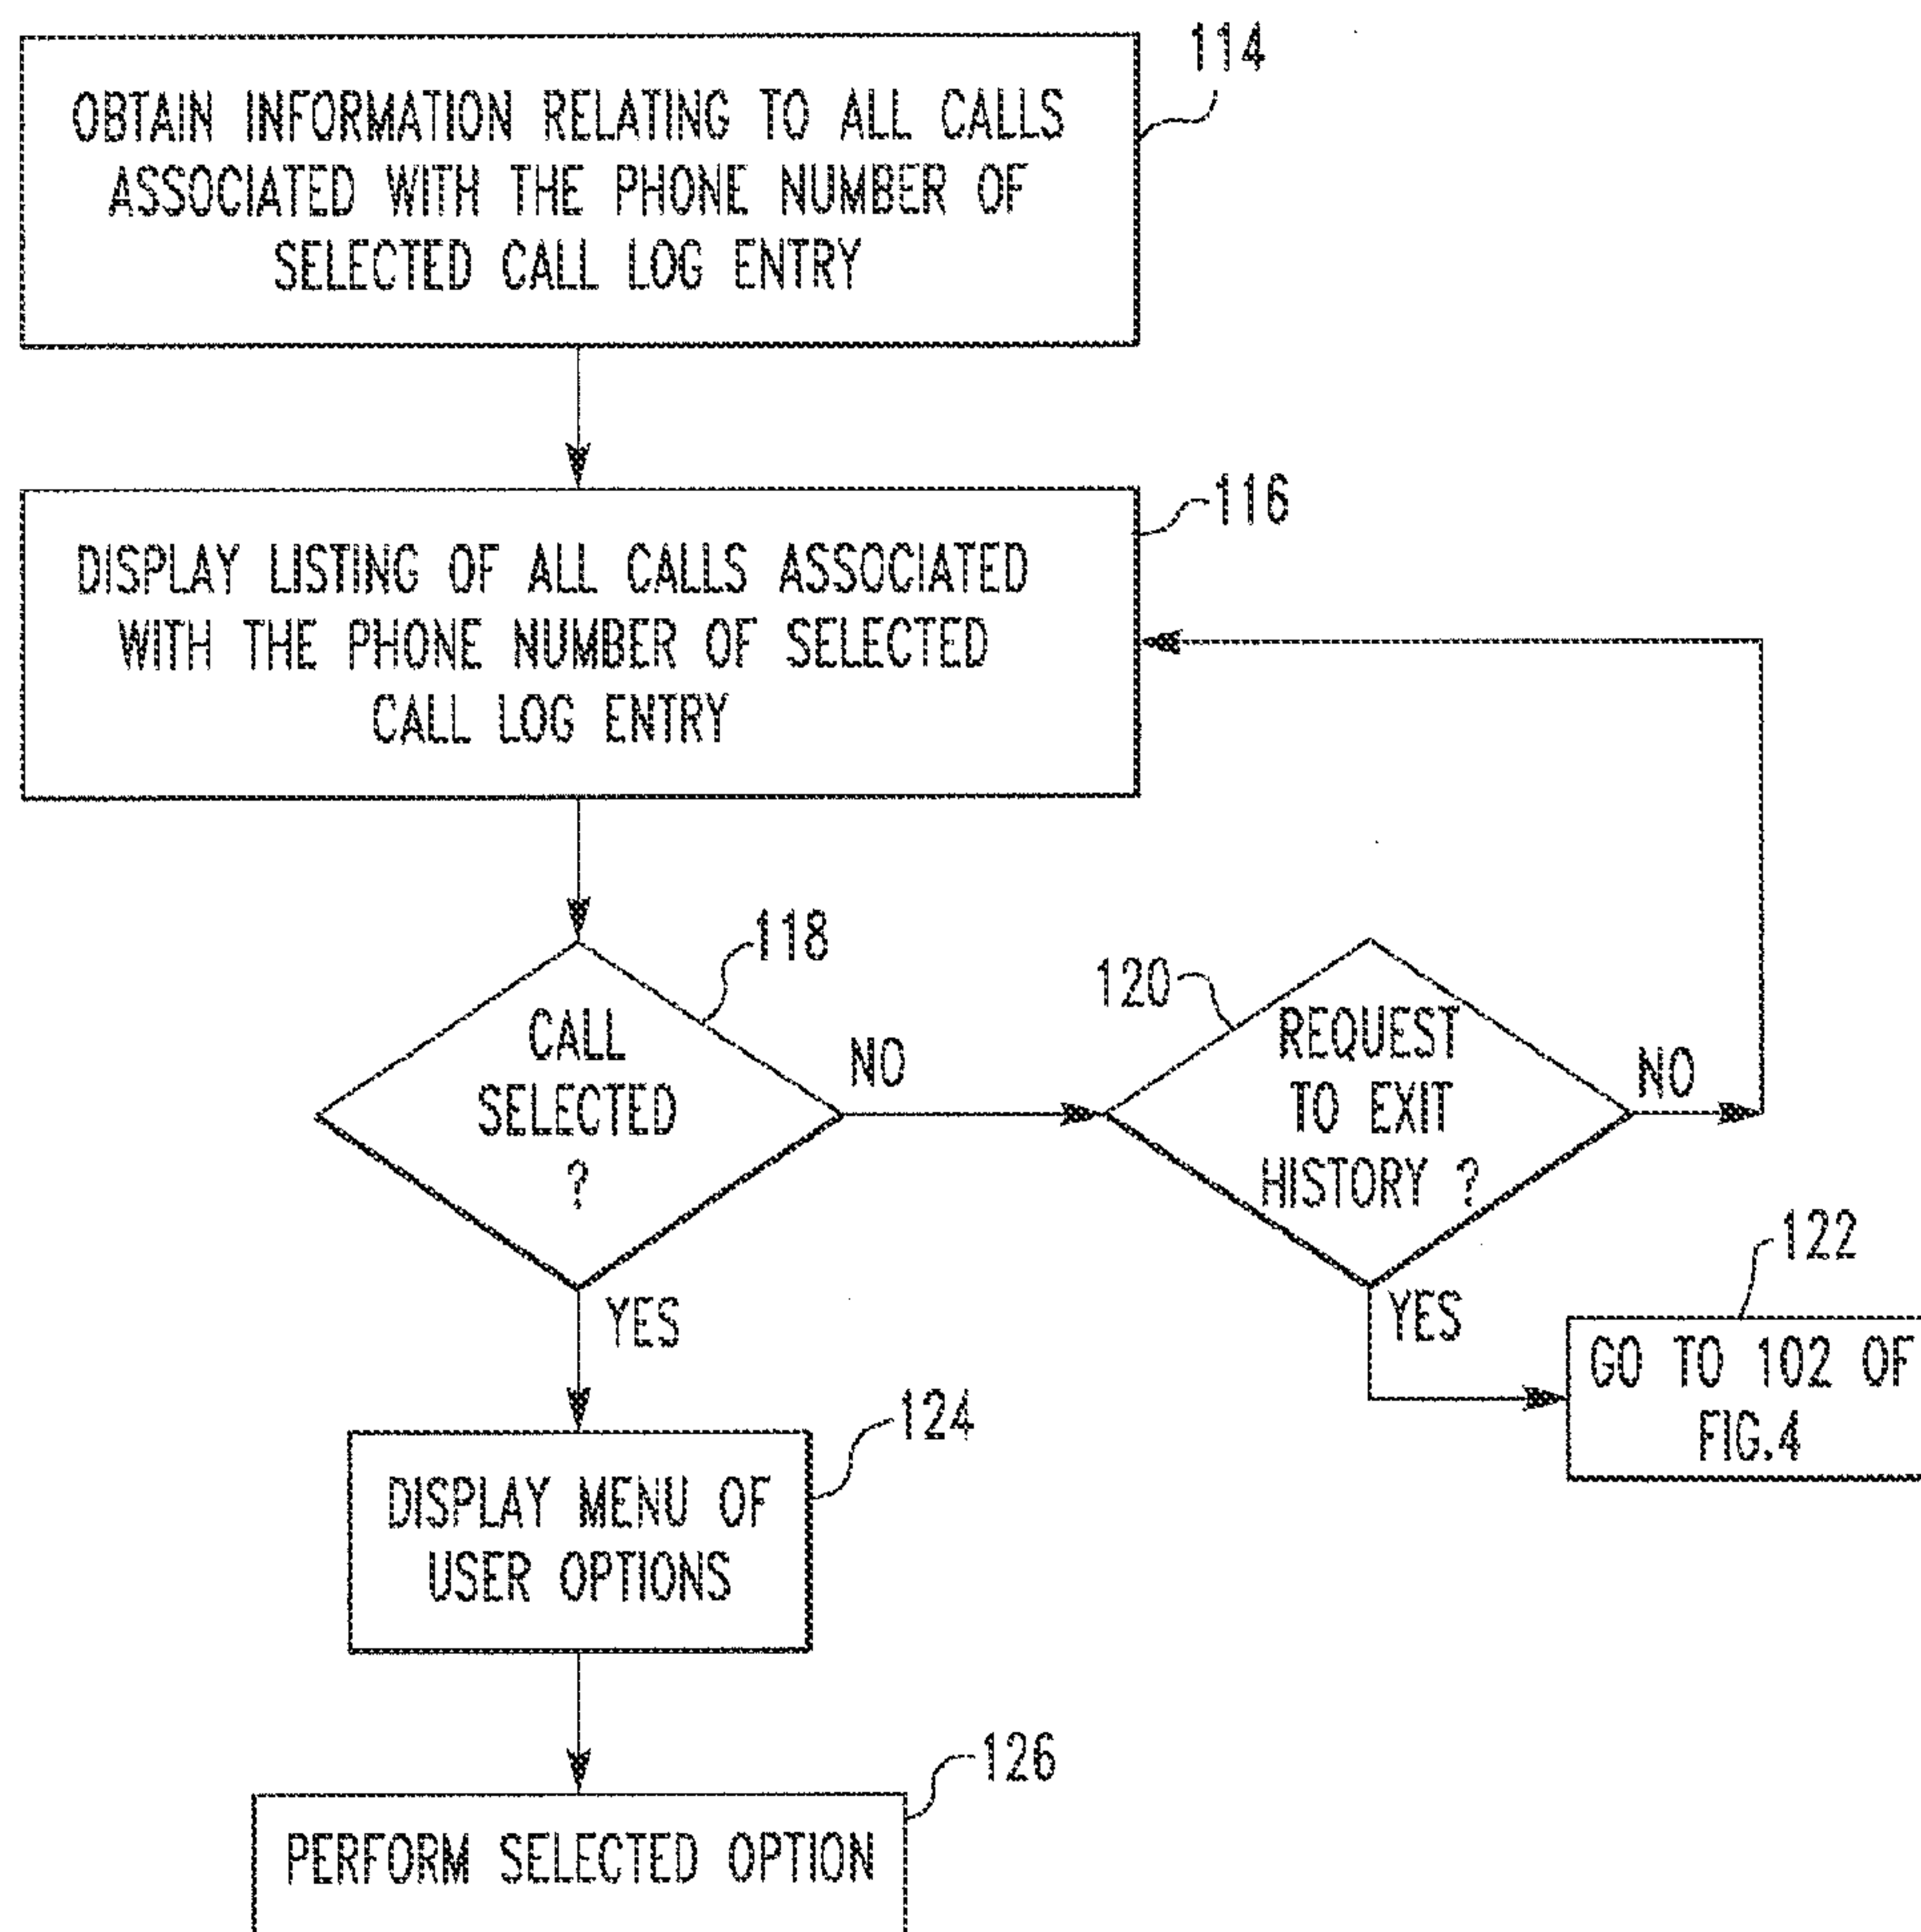 114
OBTAIN INFORMATION RELATING TO ALL CALLS
ASSOCIATED WITH THE PHONE NUMBER OF
SELECTED CALL LOG ENTRY
116
DISPLAY LISTING OF ALL CALLS ASSOCIATED
WITH THE PHONE NUMBER OF SELECTED
CALL LOG ENTRY
118
CALL
SELECTED
?
NO
YES
120
REQUEST
TO EXIT
HISTORY ?
NO
YES
122
GO TO 102 OF
FIG.4
124
DISPLAY MENU OF
USER OPTIONS
126
PERFORM SELECTED OPTION